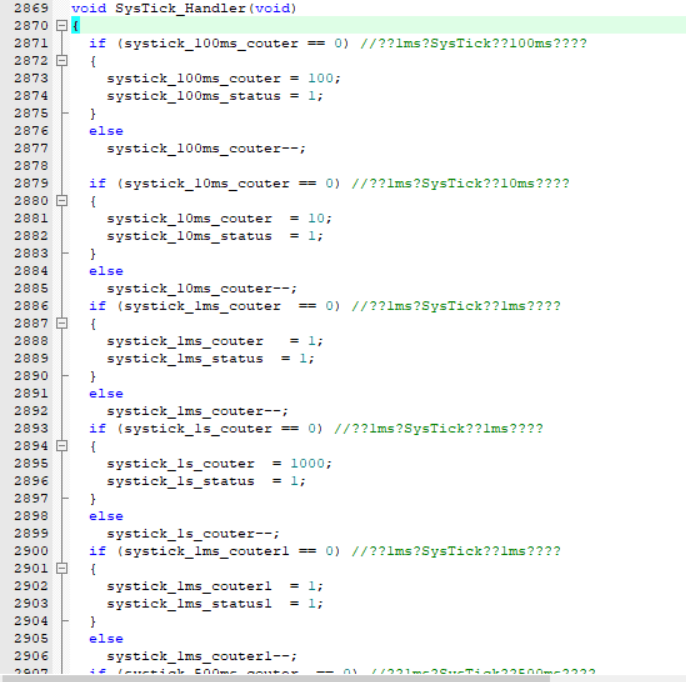 2869 void SysTick_Handler(void)
2870 {
2871 if (systick_100ms_couter == 0) //??1ms?SysTick??100ms????
2872 {
2873 systick_100ms_couter = 100;
2874 systick_100ms_status = 1;
2875 }
2876 else
2877 systick_100ms_couter--;
2878
2879 if (systick_10ms_couter == 0) //??1ms?SysTick??10ms????
2880 {
2881 systick_10ms_couter  = 10;
2882 systick_10ms_status  = 1;
2883 }
2884 else
2885 systick_10ms_couter--;
2886 if (systick_1ms_couter  == 0) //??1ms?SysTick??1ms????
2887 {
2888 systick_1ms_couter   = 1;
2889 systick_1ms_status  = 1;
2890 }
2891 else
2892 systick_1ms_couter--;
2893 if (systick_1s_couter == 0) //??1ms?SysTick??1ms????
2894 {
2895 systick_1s_couter  = 1000;
2896 systick_1s_status  = 1;
2897 }
2898 else
2899 systick_1s_couter--;
2900 if (systick_1ms_couter1 == 0) //??1ms?SysTick??1ms????
2901 {
2902 systick_1ms_couter1  = 1;
2903 systick_1ms_status1  = 1;
2904 }
2905 else
2906 systick_1ms_couter1--;
2907 if (systick_500ms_couter  == 0) //??1ms?SysTick??500ms????